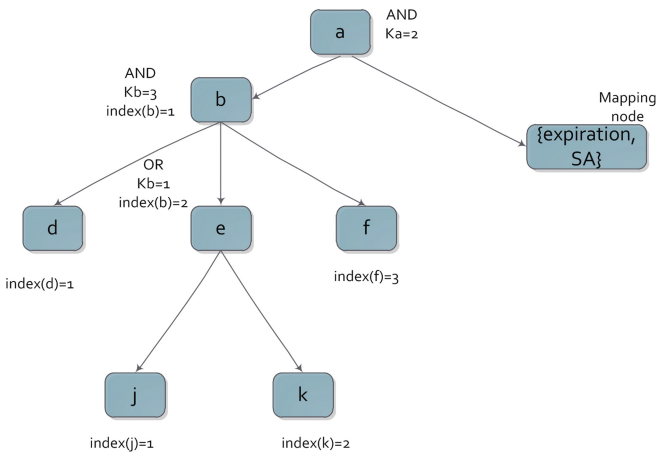 AND
Ka=2
a
AND
Kb=3
index(b)=1
b
Mapping
node
{expiration,
SA}
OR
Kb=1
index(b)=2
d
e
f
index(d)=1
index(f)=3
j
k
index(j)=1
index(k)=2